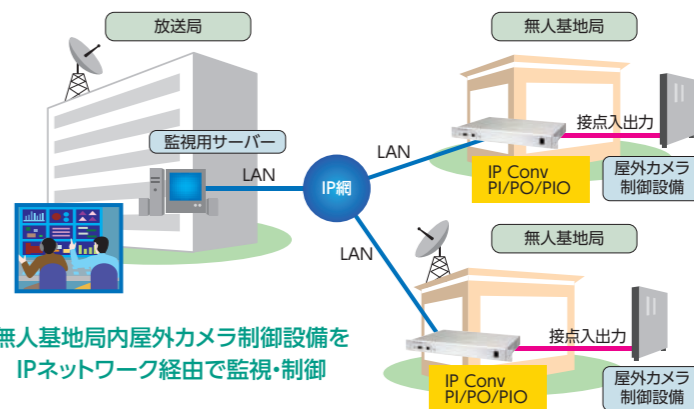 放送局
監視用サーバー
LAN
IP網
LAN
LAN
無人基地局
接点入出力
IP Conv
PI/PO/PIO
屋外カメラ
制御設備
無人基地局
接点入出力
IP Conv
PI/PO/PIO
屋外カメラ
制御設備
無人基地局内屋外カメラ制御設備を
IPネットワーク経由で監視・制御